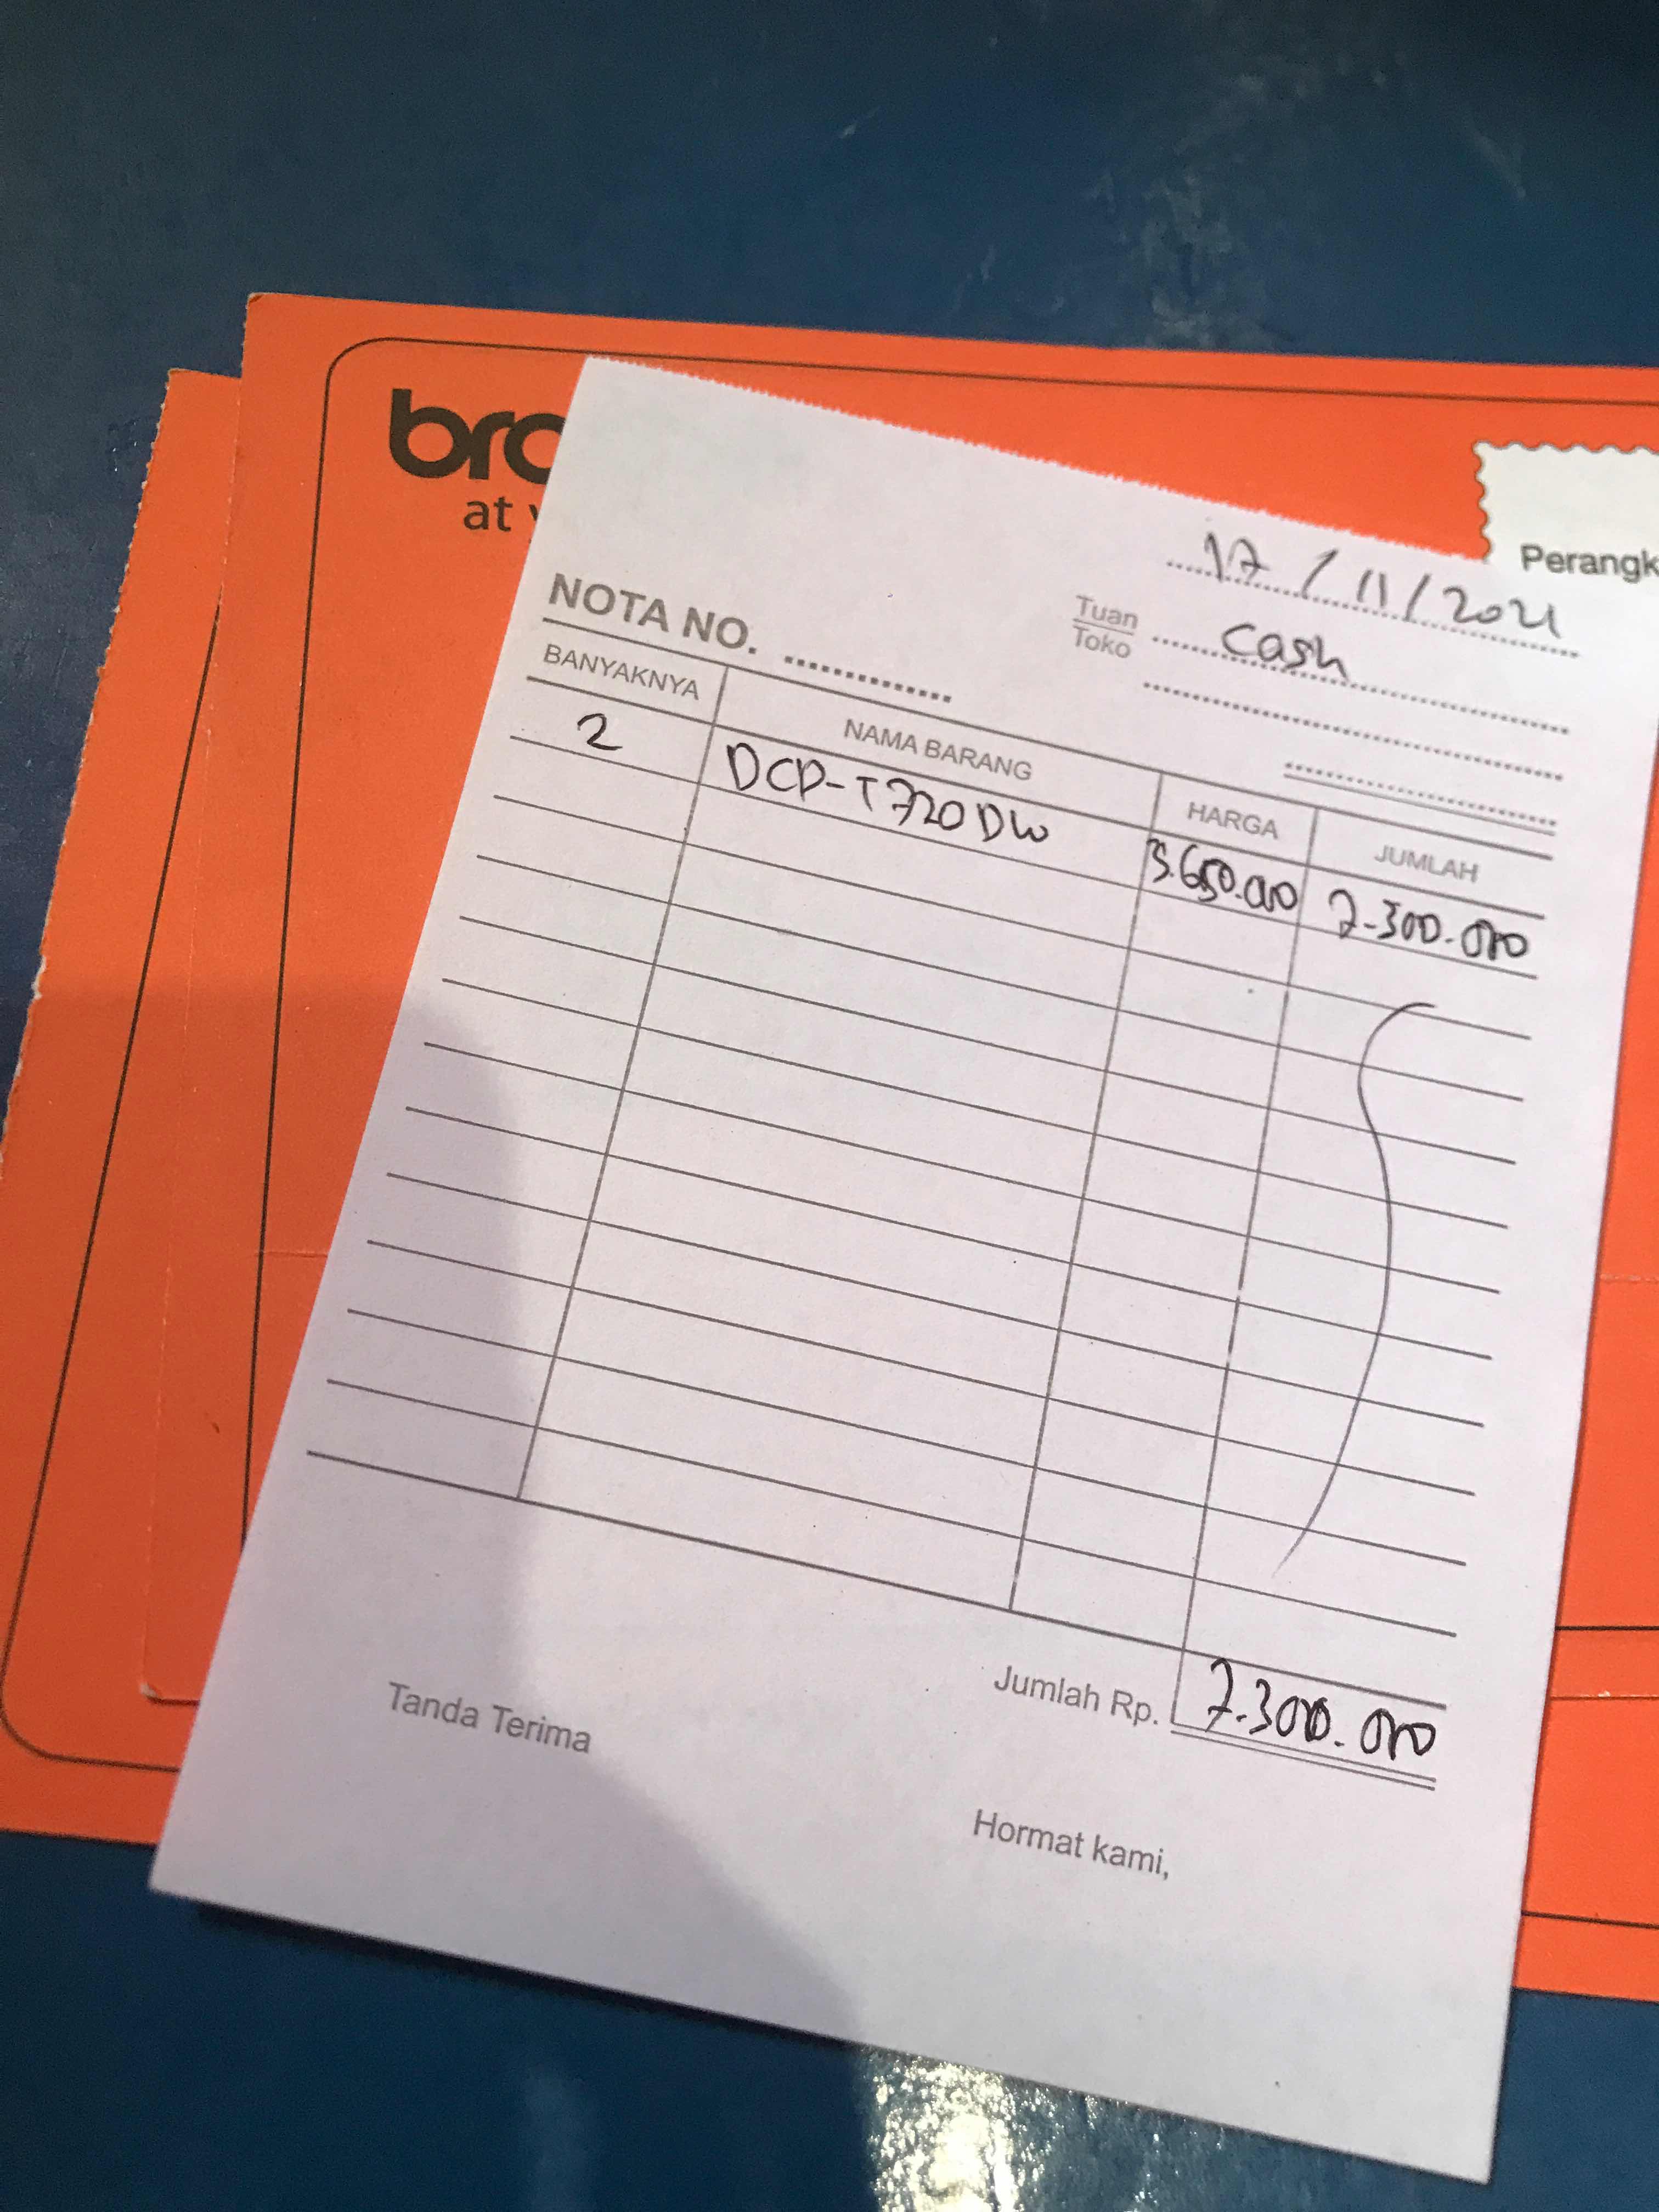 bro
at
Perangk
17/11/2021
NOTA NO. ..............
Tuan
Toko
cash
BANYAKNYA NAMA BARANG HARGA JUMLAH
2 DCP-T720DW 3.650.000 7.300.000
Jumlah Rp. 7.300.000
Tanda Terima
Hormat kami,